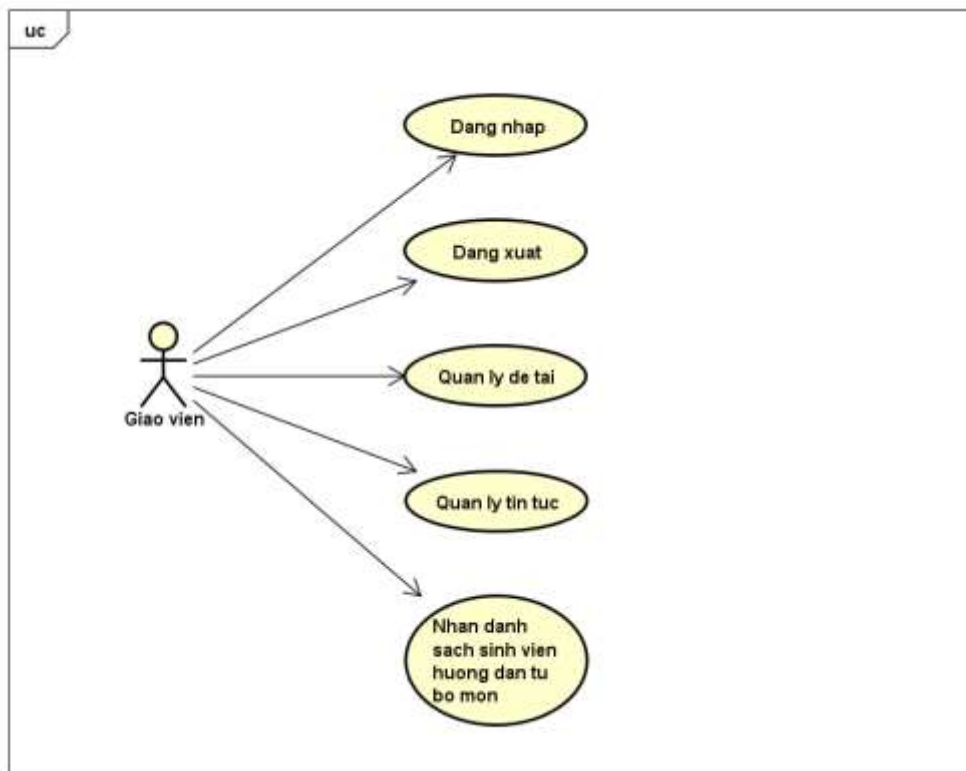 uc
Dang nhap
Dang xuat
Giao vien
Quan ly de tai
Quan ly tin tuc
Nhan danh
sach sinh vien
huong dan tu
bo mon